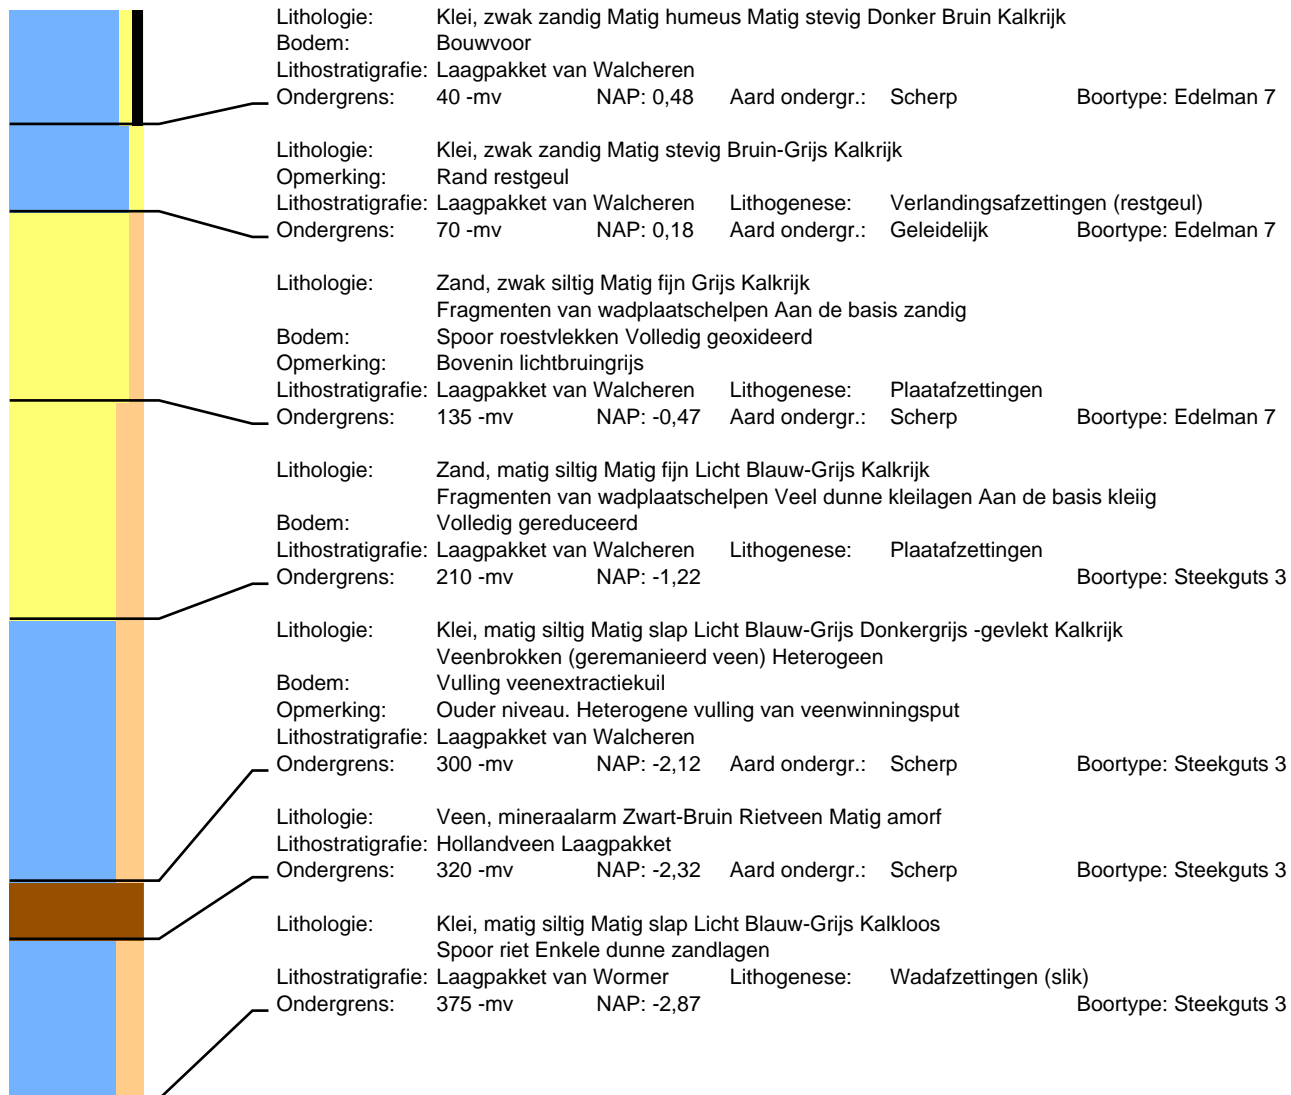 Lithologie: Klei, zwak zandig Matig humeus Matig stevig Donker Bruin Kalkrijk
Bodem: Bouwvoor
Lithostratigrafie: Laagpakket van Walcheren
Ondergrens: 40 -mv NAP: 0,48 Aard ondergr.: Scherp Boortype: Edelman 7
Lithologie: Klei, zwak zandig Matig stevig Bruin-Grijs Kalkrijk
Opmerking: Rand restgeul
Lithostratigrafie: Laagpakket van Walcheren Lithogenese: Verlandingsafzettingen (restgeul)
Ondergrens: 70 -mv NAP: 0,18 Aard ondergr.: Geleidelijk Boortype: Edelman 7
Lithologie: Zand, zwak siltig Matig fijn Grijs Kalkrijk
Fragmenten van wadplaatschelpen Aan de basis zandig
Bodem: Spoor roestvlekken Volledig geoxideerd
Opmerking: Bovenin lichtbruingrijs
Lithostratigrafie: Laagpakket van Walcheren Lithogenese: Plaatafzettingen
Ondergrens: 135 -mv NAP: -0,47 Aard ondergr.: Scherp Boortype: Edelman 7
Lithologie: Zand, matig siltig Matig fijn Licht Blauw-Grijs Kalkrijk
Fragmenten van wadplaatschelpen Veel dunne kleilagen Aan de basis kleiig
Bodem: Volledig gereduceerd
Lithostratigrafie: Laagpakket van Walcheren Lithogenese: Plaatafzettingen
Ondergrens: 210 -mv NAP: -1,22 Boortype: Steekguts 3
Lithologie: Klei, matig siltig Matig slap Licht Blauw-Grijs Donkergrijs -gevlekt Kalkrijk
Veenbrokken (geremanieerd veen) Heterogeen
Bodem: Vulling veenextractiekuil
Opmerking: Ouder niveau. Heterogene vulling van veenwinningsput
Lithostratigrafie: Laagpakket van Walcheren
Ondergrens: 300 -mv NAP: -2,12 Aard ondergr.: Scherp Boortype: Steekguts 3
Lithologie: Veen, mineraalarm Zwart-Bruin Rietveen Matig amorf
Lithostratigrafie: Hollandveen Laagpakket
Ondergrens: 320 -mv NAP: -2,32 Aard ondergr.: Scherp Boortype: Steekguts 3
Lithologie: Klei, matig siltig Matig slap Licht Blauw-Grijs Kalkloos
Spoor riet Enkele dunne zandlagen
Lithostratigrafie: Laagpakket van Wormer Lithogenese: Wadafzettingen (slik)
Ondergrens: 375 -mv NAP: -2,87 Boortype: Steekguts 3